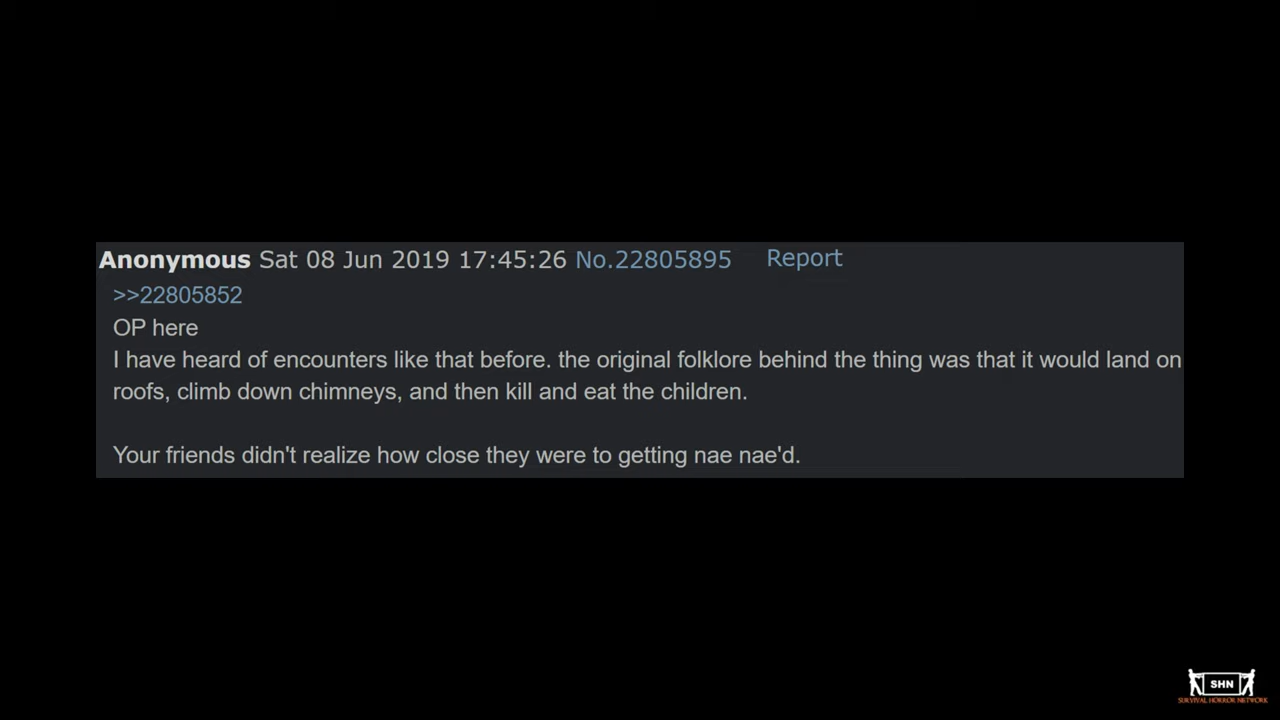 Anonymous Sat 08 Jun 2019 17:45:26 No.22805895 Report
>>22805852
OP here
I have heard of encounters like that before. the original folklore behind the thing was that it would land on
roofs, climb down chimneys, and then kill and eat the children.
Your friends didn't realize how close they were to getting nae nae'd.
SHN
SURVIVAL HORROR NETWORK